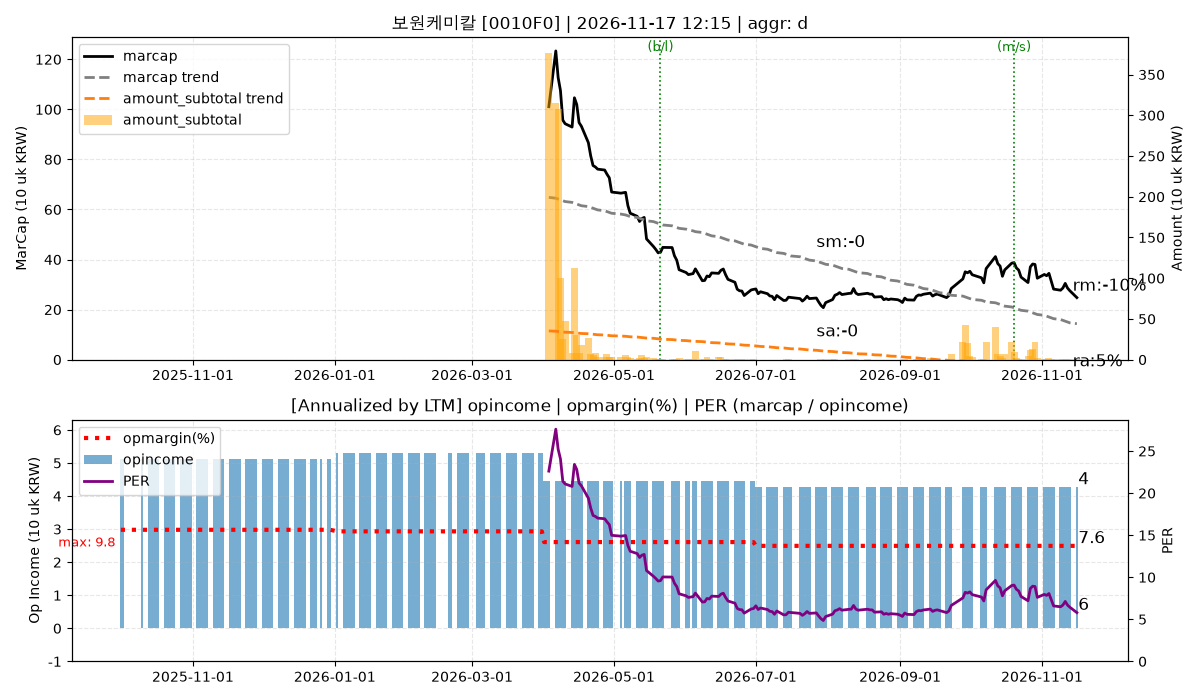 보원케미칼 [0010F0] | 2026-11-17 12:15 | aggr: d
marcap
marcap trend
amount_subtotal trend
amount_subtotal
(b/l)
(m/s)
MarCap (10 uk KRW)
120
100
80
60
40
20
0
350
300
250
200
150
100
50
0
Amount (10 uk KRW)
sm:-0
sa:-0
rm:-10%
ra:5%
2025-11-01
2026-01-01
2026-03-01
2026-05-01
2026-07-01
2026-09-01
2026-11-01
[Annualized by LTM] opincome | opmargin(%) | PER (marcap / opincome)
opmargin(%)
opincome
PER
max: 9.8
Op Income (10 uk KRW)
6
5
4
3
2
1
0
-1
25
20
15
10
5
0
PER
4
7.6
6
2025-11-01
2026-01-01
2026-03-01
2026-05-01
2026-07-01
2026-09-01
2026-11-01